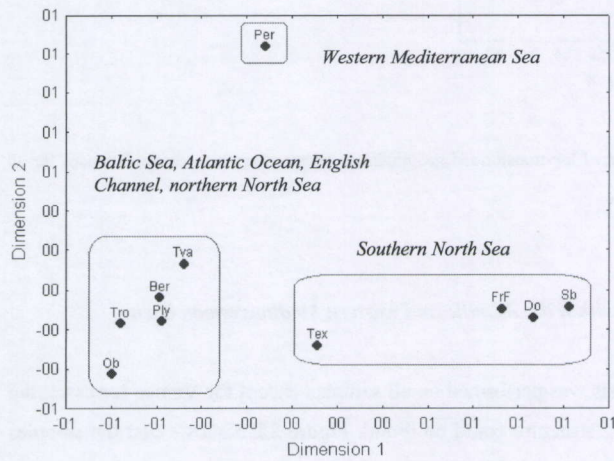 01
Per
01
Western Mediterranean Sea
01
01
Baltic Sea, Atlantic Ocean, English
01
Channel, northern North Sea
00
Dimension 2
Tva
Southern North Sea
00
Ber
00
Tro
Ply
FrF
Do
Sb
-00
Tex
Ob
-00
-01
-01 -01 -00 -00 00 00 00 01 01 01 01 01
Dimension 1